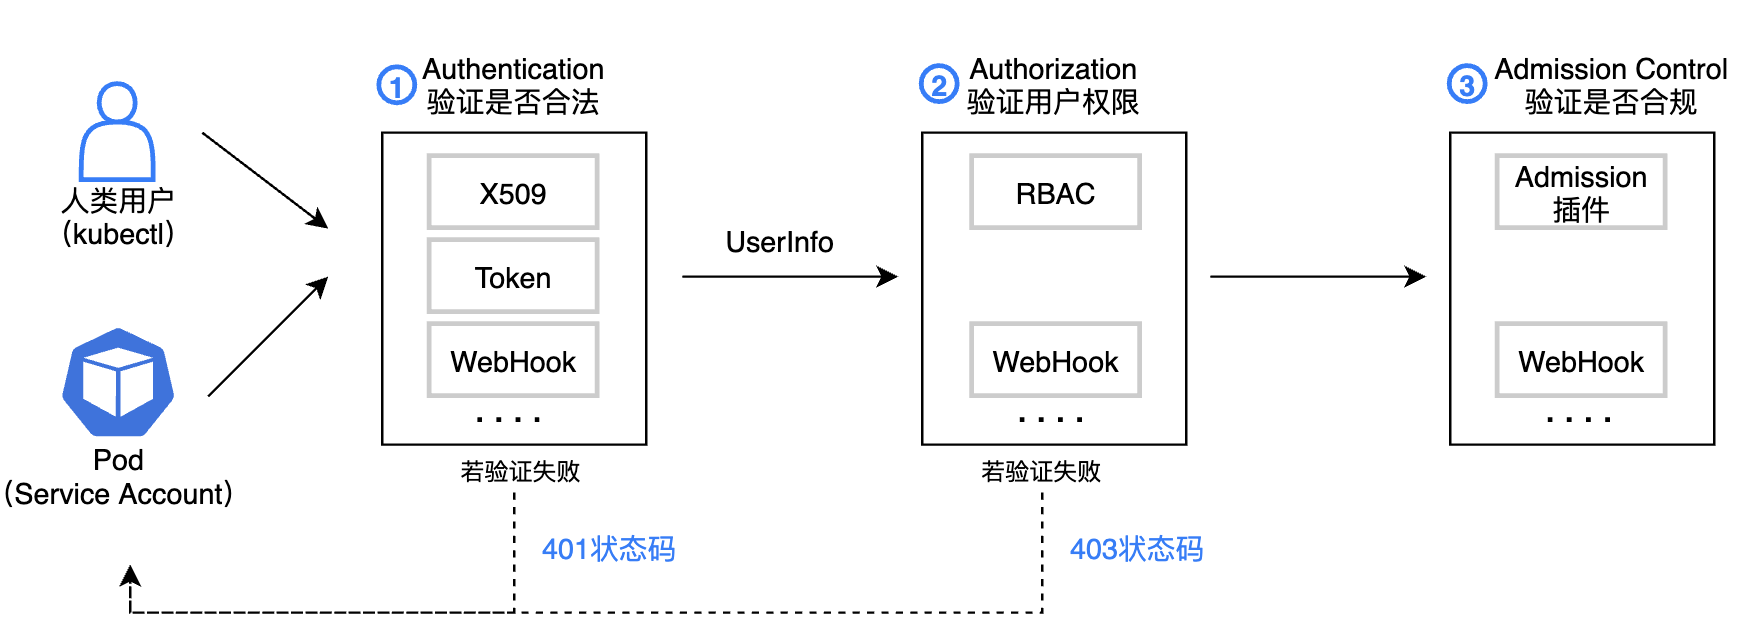 人类用户
（kubectl）
Pod
（Service Account）
1
Authentication
验证是否合法
X509
Token
WebHook
....
若验证失败
401状态码
UserInfo
2
Authorization
验证用户权限
RBAC
WebHook
....
若验证失败
403状态码
3
Admission Control
验证是否合规
Admission
插件
WebHook
....